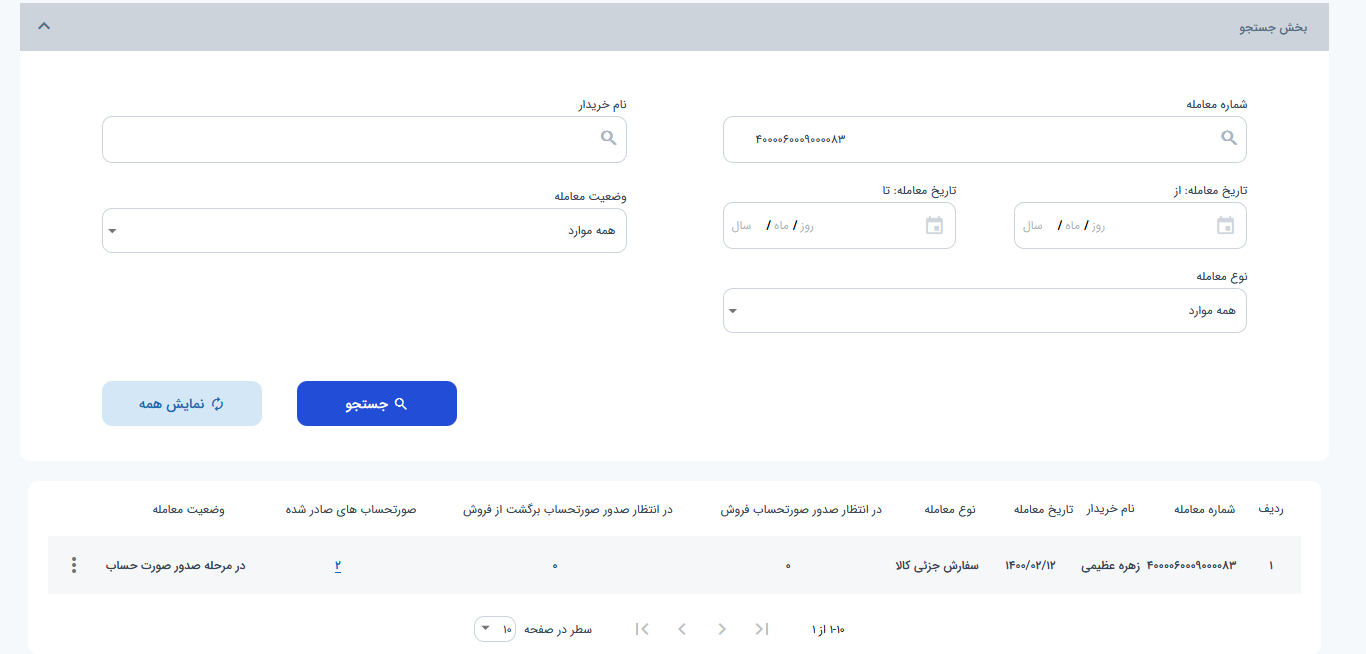 بخش جستجو
شماره معامله
نام خریدار
۴۰۰۰۰۶۰۰۰۹۰۰۰۰۸۳
تاریخ معامله: از
تاریخ معامله: تا
وضعیت معامله
روز / ماه / سال
روز / ماه / سال
همه موارد
نوع معامله
همه موارد
جستجو
نمایش همه
ردیف شماره معامله نام خریدار تاریخ معامله نوع معامله در انتظار صدور صورتحساب فروش در انتظار صدور صورتحساب برگشت از فروش صورتحساب های صادر شده وضعیت معامله
۱ ۴۰۰۰۰۶۰۰۰۹۰۰۰۰۸۳ زهره عظیمی ۱۴۰۰/۰۲/۱۲ سفارش جزئی کالا ۰ ۰ ۲ در مرحله صدور صورت حساب
۱-۱۰ از ۱
سطر در صفحه ۱۰